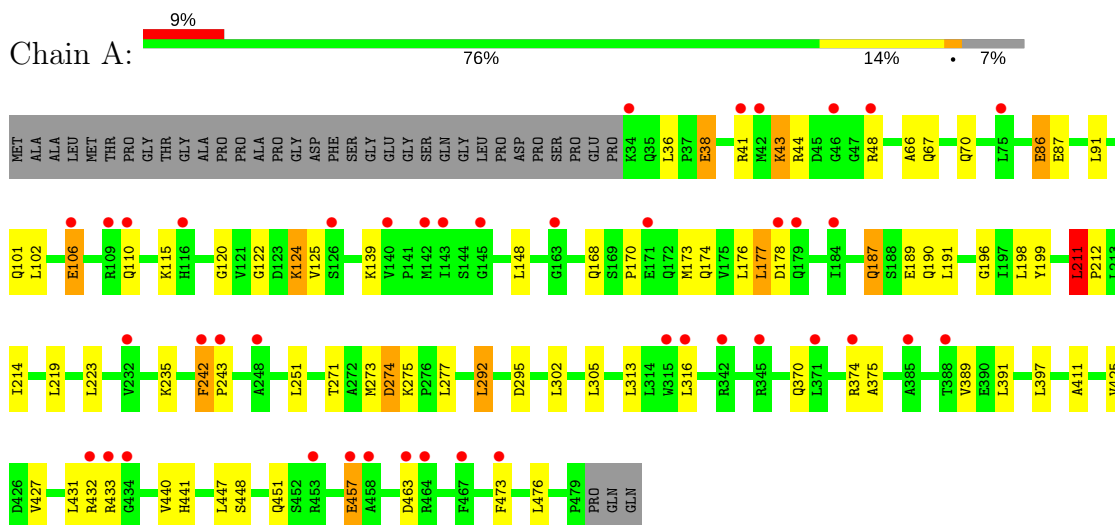 9%
Chain A:
76% 14% • 7%
MET ALA ALA LEU MET THR PRO GLY THR GLY ALA PRO PRO ALA PRO GLY ASP PHE SER GLY GLU GLY SER GLN GLY LEU PRO ASP PRO SER PRO GLU PRO K34 Q35 L36 P37 E38 R41 M42 K43 R44 D45 G46 G47 R48 A66 Q67 Q70 L75 E86 E87 L91
Q101 L102 E106 R109 Q110 K115 H116 G120 V121 G122 D123 K124 V125 S126 K139 V140 P141 M142 I143 S144 G145 L148 G163 Q168 S169 P170 E171 Q172 M173 Q174 V175 L176 L177 D178 Q179 I184 Q187 S188 E189 Q190 L191 G196 I197 L198 Y199 L211 P212 L213
I214 L219 L223 V232 K235 F242 P243 A248 L251 T271 A272 M273 D274 K275 P276 L277 L292 D295 L302 L305 L313 L314 W315 L316 R342 R345 Q370 L371 R374 A375 A385 T388 V389 E390 L391 L397 A411 V425
D426 V427 L431 R432 R433 G434 V440 H441 L447 S448 Q451 S452 R453 E457 A458 D463 R464 F467 F473 L476 P479 PRO GLN GLN